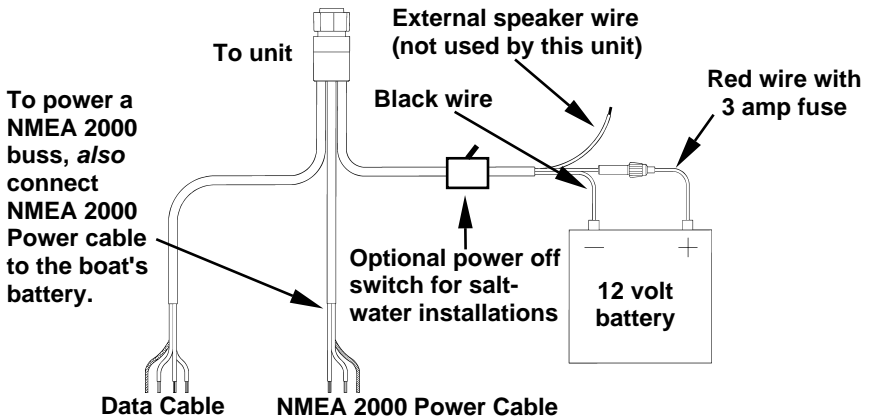 To unit
External speaker wire
(not used by this unit)
Black wire
Red wire with
3 amp fuse
To power a
NMEA 2000
buss, also
connect
NMEA 2000
Power cable
to the boat's
battery.
Optional power off
switch for salt-
water installations
12 volt
battery
Data Cable
NMEA 2000 Power Cable